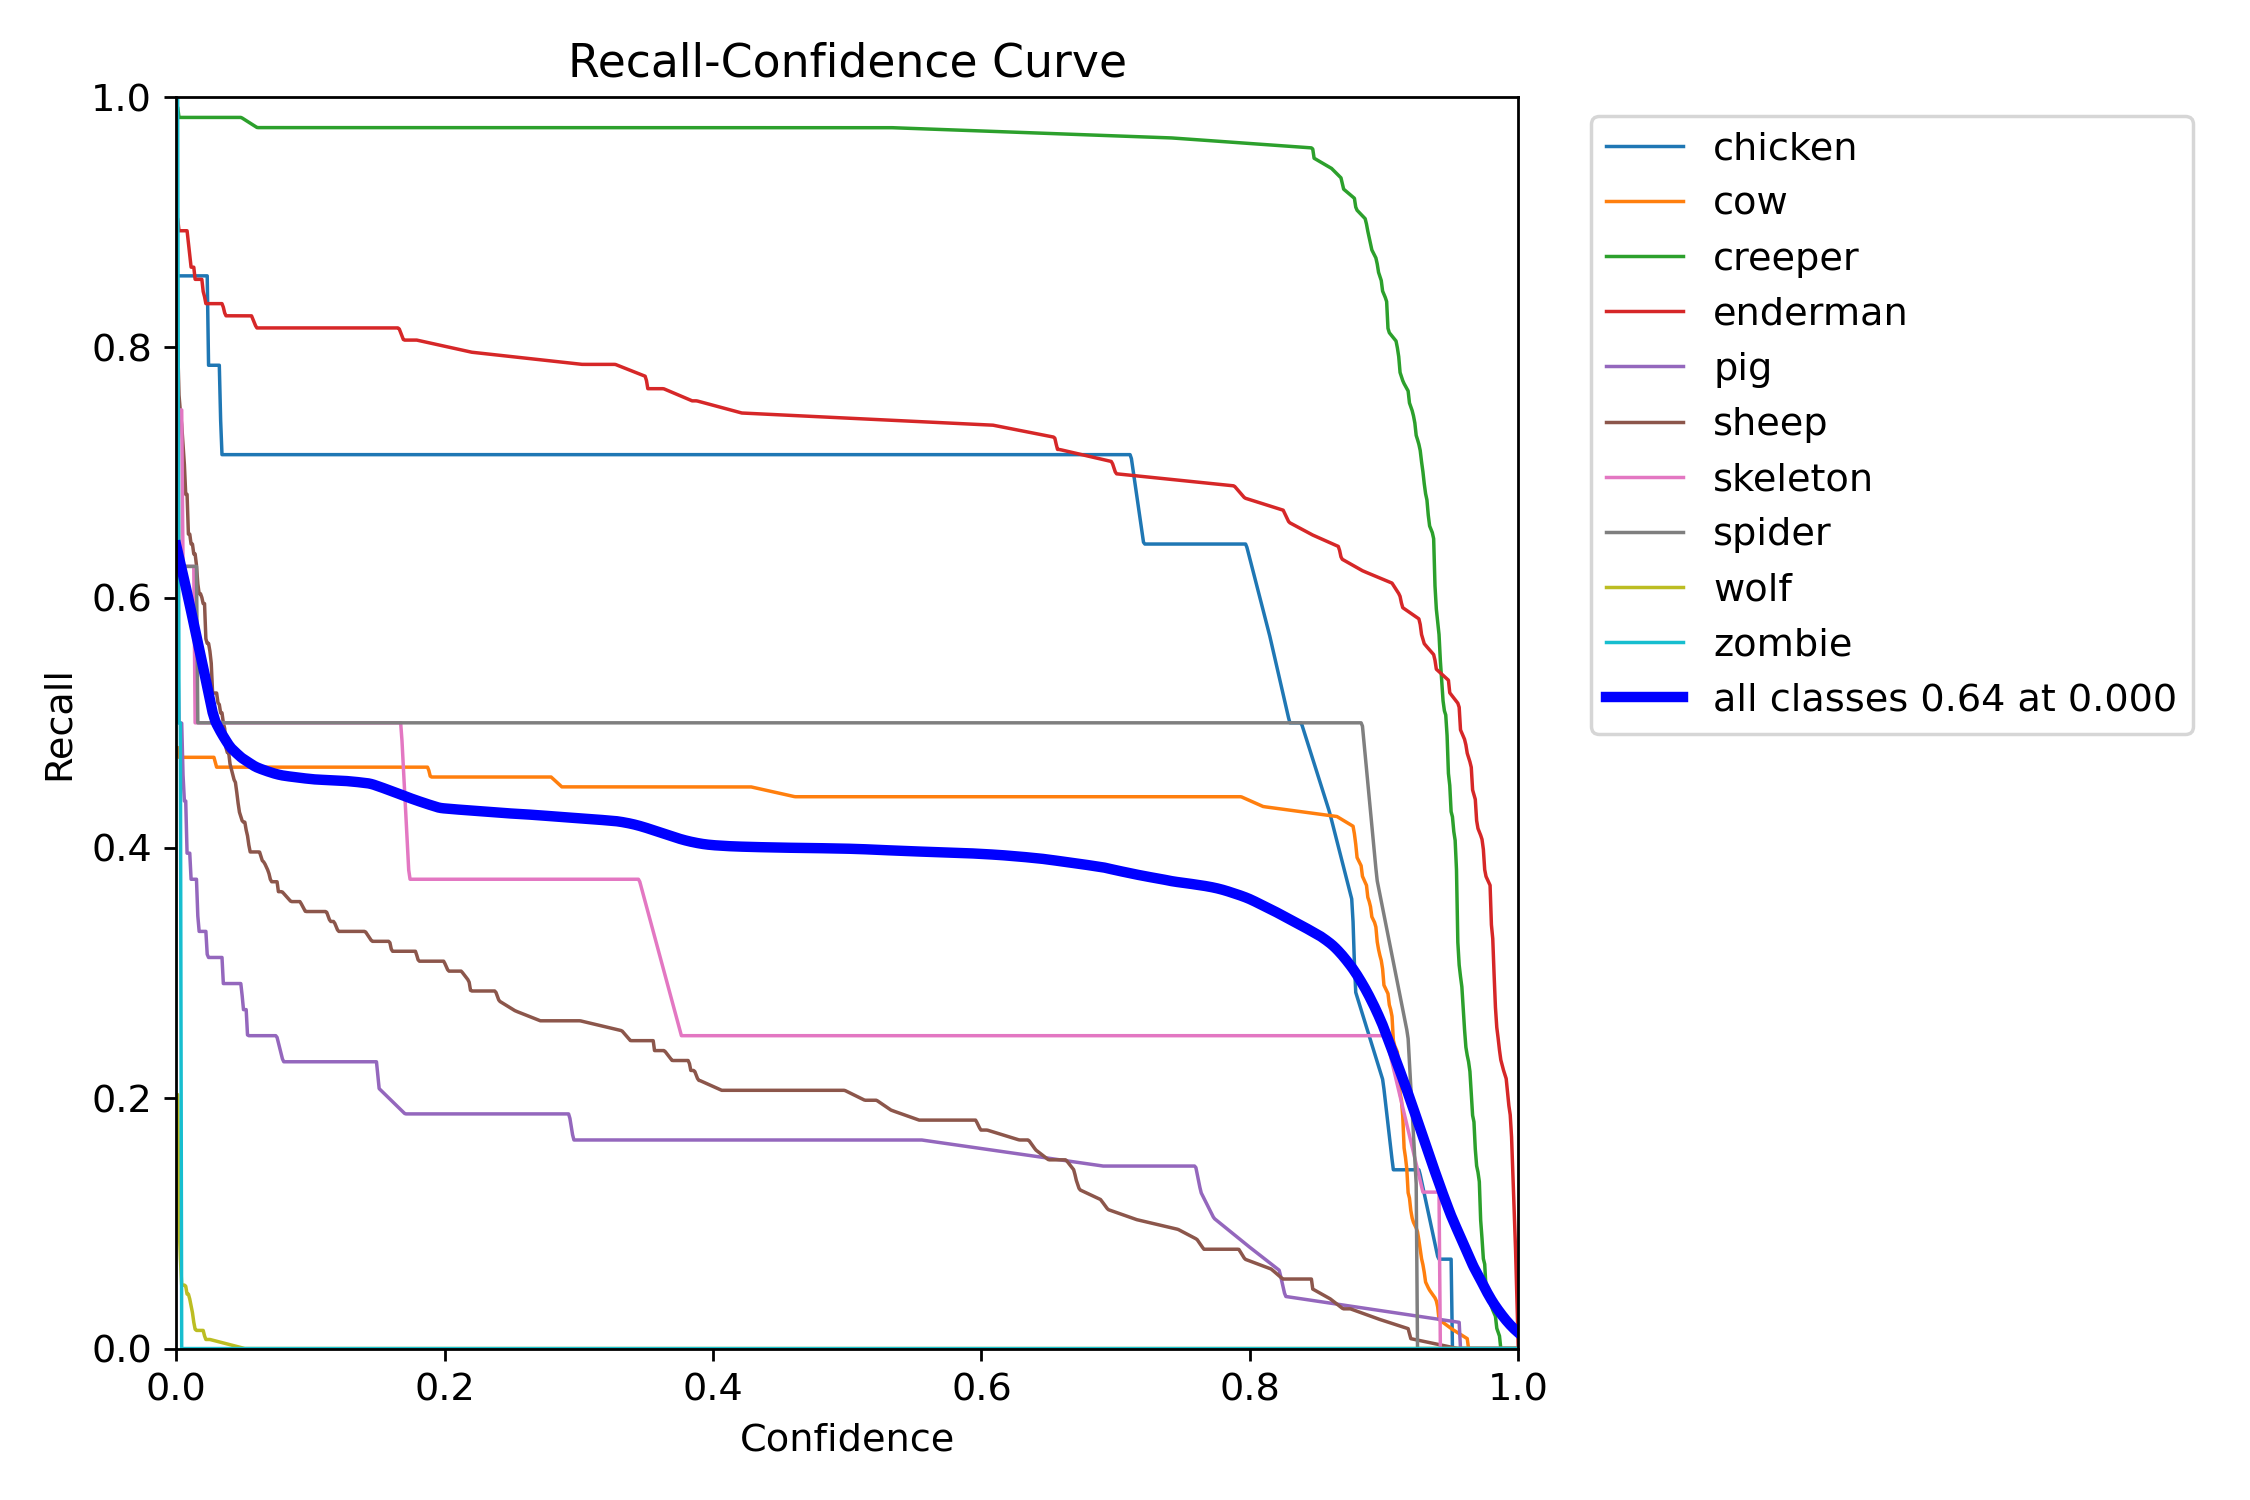 Recall-Confidence Curve
1.0
0.8
0.6
0.4
0.2
0.0
Recall
0.0 0.2 0.4 0.6 0.8 1.0
Confidence
chicken
cow
creeper
enderman
pig
sheep
skeleton
spider
wolf
zombie
all classes 0.64 at 0.000